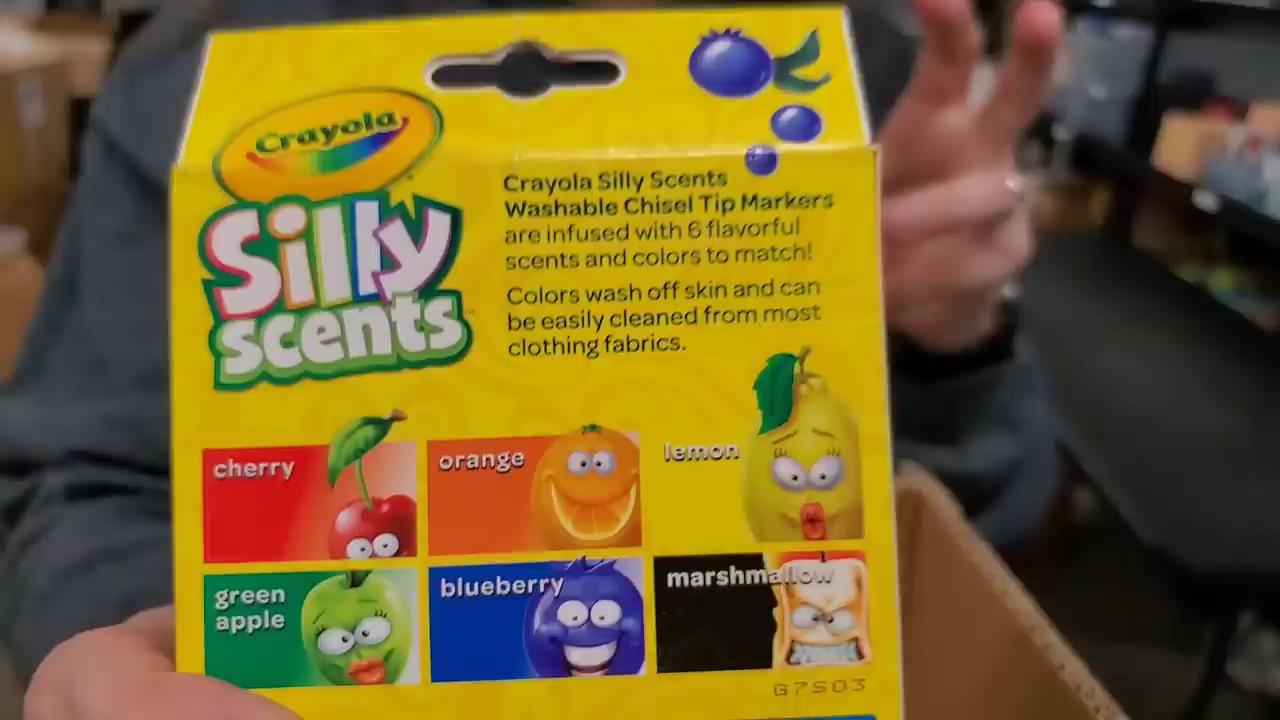 Crayola
Silly
scents
Crayola Silly Scents
Washable Chisel Tip Markers
are infused with 6 flavorful
scents and colors to match!
Colors wash off skin and can
be easily cleaned from most
clothing fabrics.
cherry
orange
lemon
green
apple
blueberry
marshmallow
G7S03